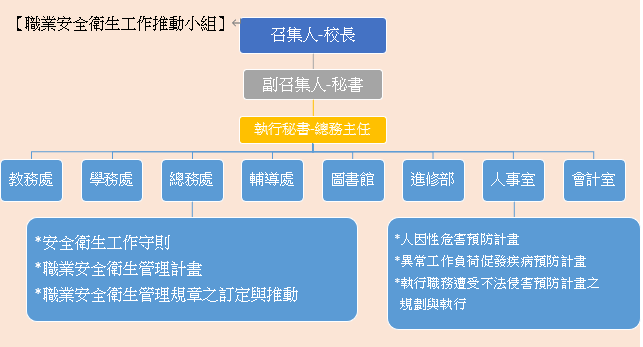 【職業安全衛生工作推動小組】
召集人-校長
副召集人-秘書
執行秘書-總務主任
教務處
學務處
總務處
輔導處
圖書館
進修部
人事室
會計室
*安全衛生工作守則
*職業安全衛生管理計畫
*職業安全衛生管理規章之訂定與推動
*人因性危害預防計畫
*異常工作負荷促發疾病預防計畫
*執行職務遭受不法侵害預防計畫之
規劃與執行